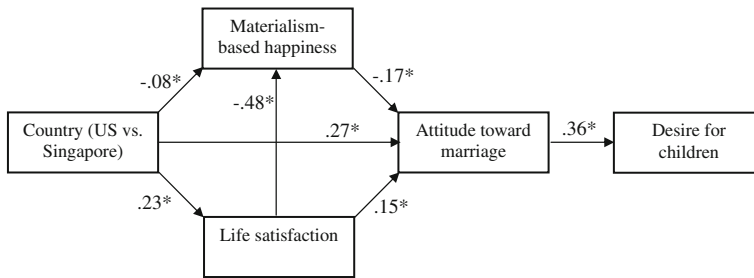 Materialism-
based happiness
-.08*
-.17*
-.48*
Country (US vs.
Singapore)
.27*
Attitude toward
marriage
.36*
Desire for
children
.23*
.15*
Life satisfaction